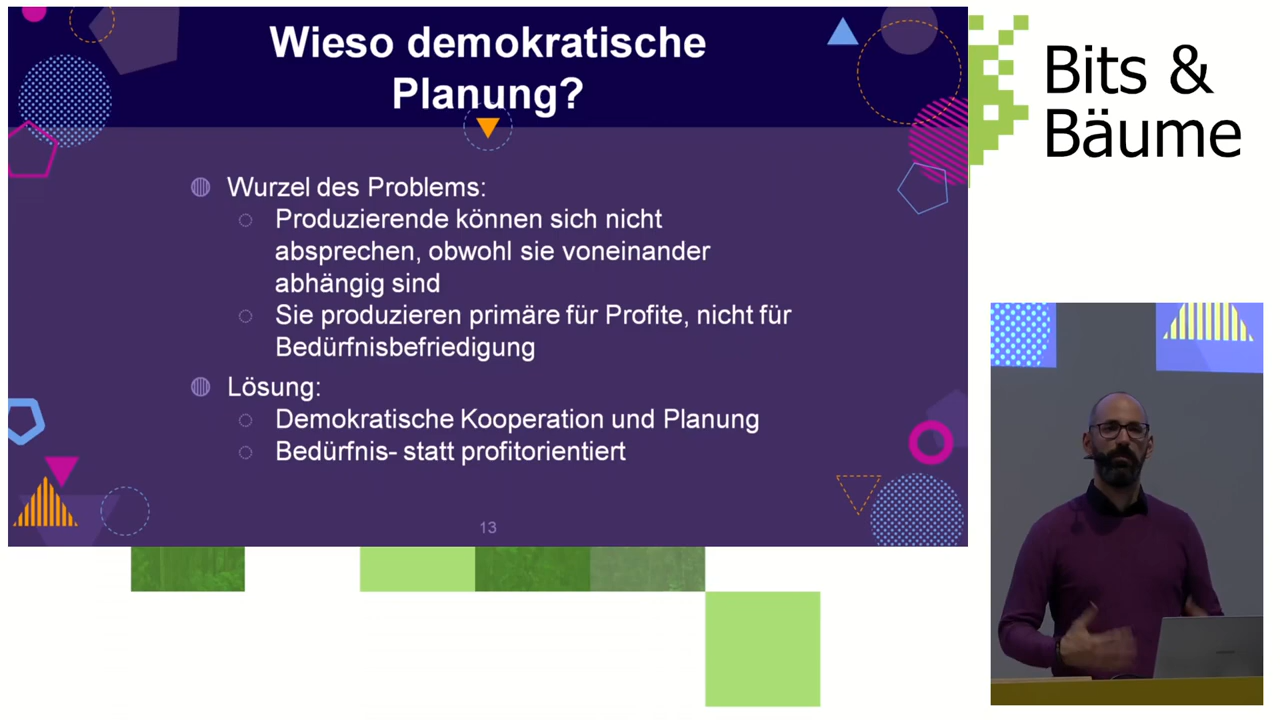 Wieso demokratische
Planung?
Wurzel des Problems:
Produzierende können sich nicht
absprechen, obwohl sie voneinander
abhängig sind
Sie produzieren primäre für Profite, nicht für
Bedürfnisbefriedigung
Lösung:
Demokratische Kooperation und Planung
Bedürfnis- statt profitorientiert
13
Bits &
Bäume